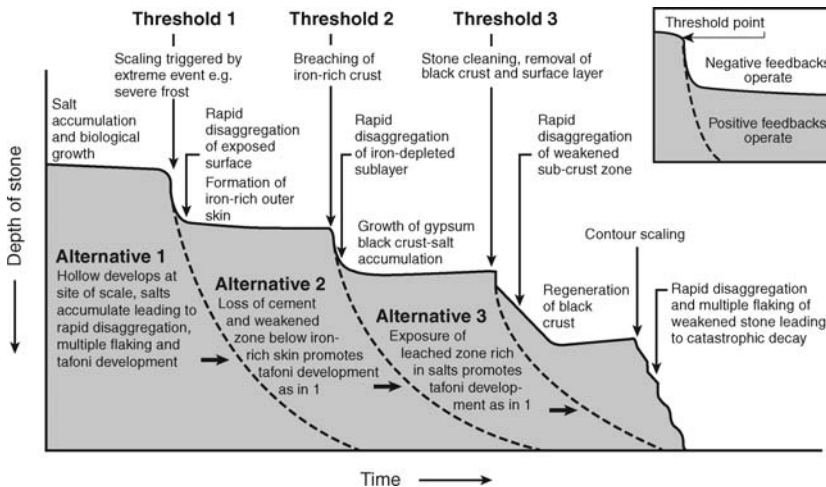 Threshold 1
Threshold 2
Threshold 3
Scaling triggered by
extreme event e.g.
severe frost
Breaching of
iron-rich crust
Stone cleaning, removal of
black crust and surface layer
Threshold point
Negative feedbacks
operate
Positive feedbacks
operate
Salt
accumulation
and biological
growth
Rapid
disaggregation
of exposed
surface
Formation of
iron-rich outer
skin
Rapid
disaggregation
of iron-depleted
sublayer
Growth of gypsum
black crust-salt
accumulation
Rapid
disaggregation
of weakened
sub-crust zone
Contour scaling
Regeneration of
black
crust
Rapid disaggregation
and multiple flaking of
weakened stone leading
to catastrophic decay
Alternative 1
Hollow develops at
site of scale, salts
accumulate leading to
rapid disaggregation,
multiple flaking and
tafoni development
Alternative 2
Loss of cement
and weakened
zone below iron-
rich skin promotes
tafoni development
as in 1
Alternative 3
Exposure of
leached zone rich
in salts promotes
tafoni develop-
ment as in 1
Depth of stone
Time